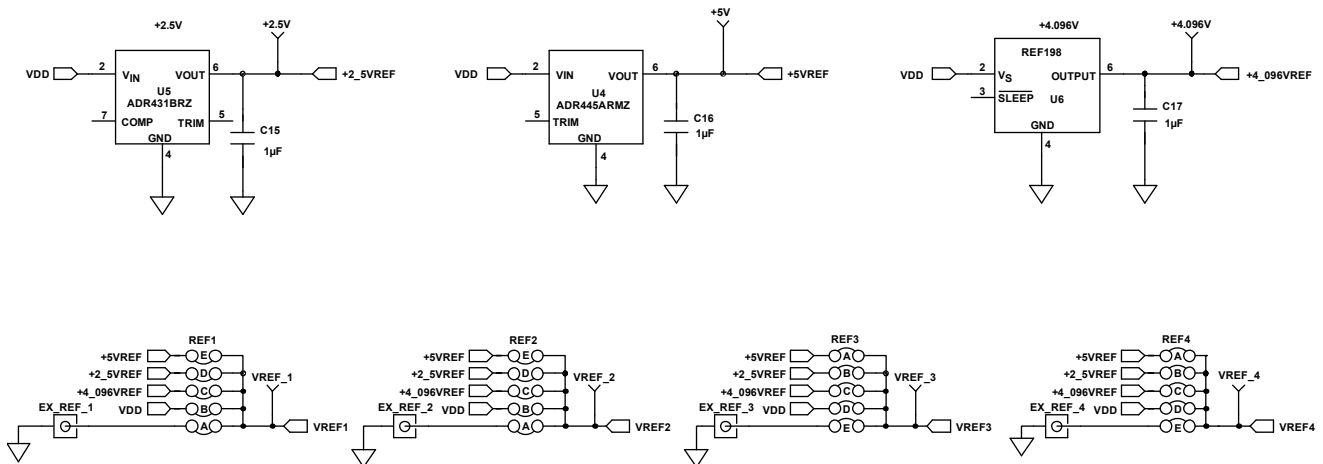 +2.5V
+2.5V
VDD
2
VIN
VOUT
6
+2_5VREF
U5
ADR431BRZ
7
COMP
TRIM
5
GND
4
C15
1µF
+5V
VDD
2
VIN
VOUT
6
+5VREF
U4
ADR445ARMZ
5
TRIM
GND
4
C16
1µF
+4.096V
+4.096V
REF198
VDD
2
VS
OUTPUT
6
+4_096VREF
3
SLEEP
U6
GND
4
C17
1µF
REF1
+5VREF
E
+2_5VREF
D
VREF_1
+4_096VREF
C
EX_REF_1
VDD
B
A
VREF1
REF2
+5VREF
E
+2_5VREF
D
VREF_2
+4_096VREF
C
EX_REF_2
VDD
B
A
VREF2
REF3
+5VREF
A
+2_5VREF
B
VREF_3
+4_096VREF
C
EX_REF_3
VDD
D
E
VREF3
REF4
+5VREF
A
+2_5VREF
B
VREF_4
+4_096VREF
C
EX_REF_4
VDD
D
E
VREF4